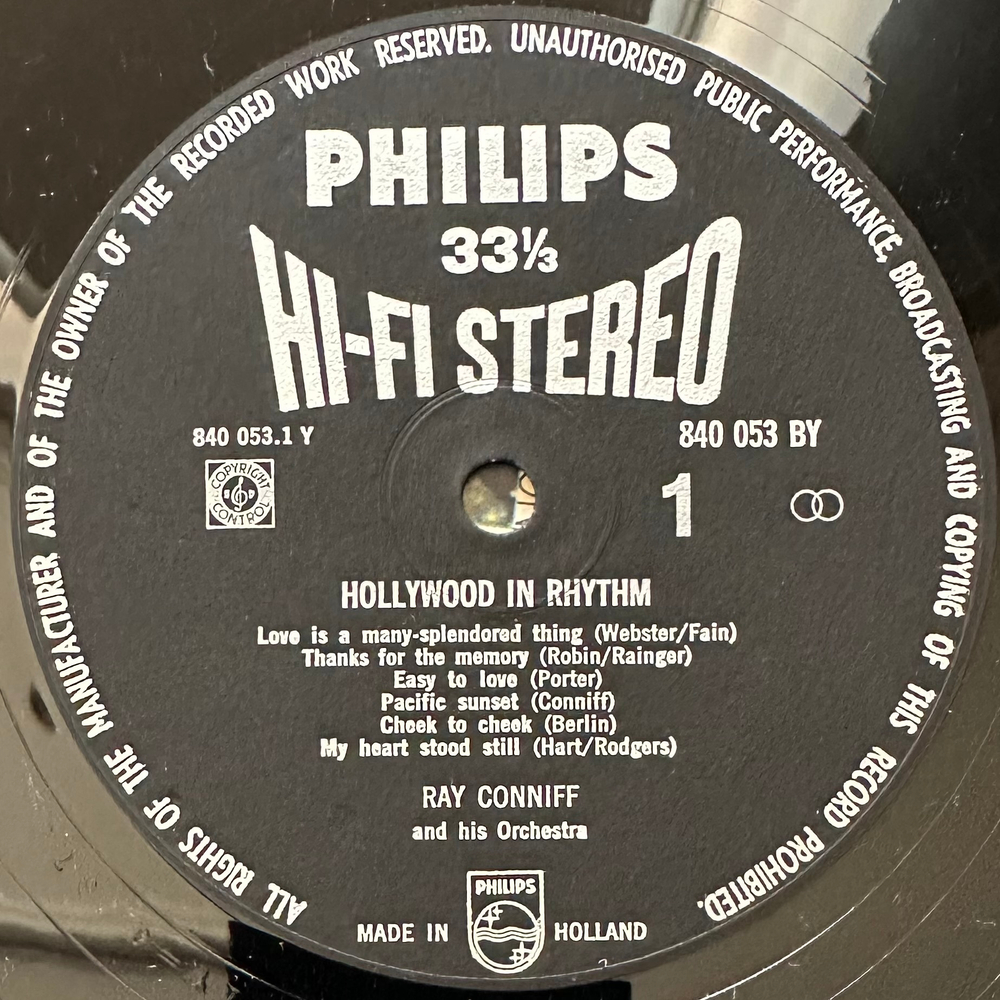 ALL RIGHTS OF THE MANUFACTURER AND OF THE OWNER OF THE RECORDED WORK RESERVED. UNAUTHORISED PUBLIC PERFORMANCE, BROADCASTING AND COPYING OF THIS RECORD PROHIBITED.
PHILIPS
33⅓
HI-FI STEREO
840 053.1 Y
840 053 BY
COPYRIGHT
CONTROL
1
HOLLYWOOD IN RHYTHM
Love is a many-splendored thing (Webster/Fain)
Thanks for the memory (Robin/Rainger)
Easy to love (Porter)
Pacific sunset (Conniff)
Cheek to cheek (Berlin)
My heart stood still (Hart/Rodgers)
RAY CONNIFF
and his Orchestra
PHILIPS
MADE IN HOLLAND